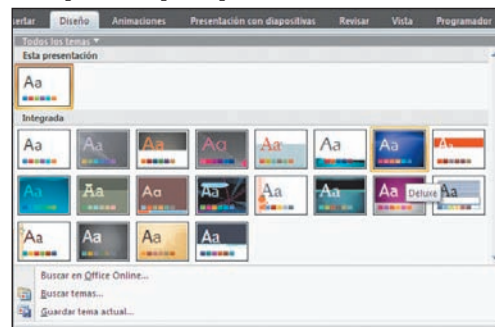 ertar Diseño Animaciones Presentación con diapositivas Revisar Vista Programador
Todos los temas
Esta presentación
Aa
Integrada
Aa Aa Aa Aa Aa Aa Aa Aa
Aa Aa Aa Aa Aa Aa Aa Aa
Deluxe
Aa Aa Aa Aa
Buscar en Office Online...
Buscar temas...
Guardar tema actual...